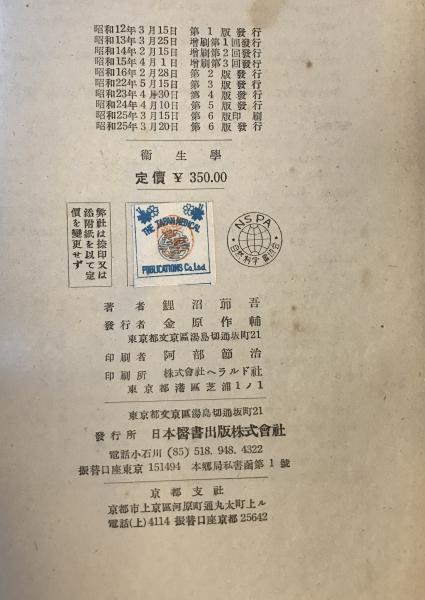 昭和12年3月15日 第1版發行
昭和13年3月25日 增刷第1回發行
昭和14年2月15日 增刷第2回發行
昭和15年4月1日 增刷第3回發行
昭和16年2月28日 第2版發行
昭和22年5月15日 第3版發行
昭和23年4月30日 第4版發行
昭和24年4月10日 第5版發行
昭和25年3月15日 第6版印刷
昭和25年3月20日 第6版發行
衞生學
定價 ¥ 350.00
弊社は捺印又は
添附紙を以て定
價を變更せず
THE JAPAN MEDICAL
PUBLICATIONS Co.Ltd.
NSPA
著者 鯉沼茆吾
發行者 金原作輔
東京都文京區湯島切通坂町21
印刷者 阿部節治
印刷所 株式會社ヘラルド社
東京都港區芝浦1ノ1
東京都文京區湯島切通坂町21
發行所 日本醫書出版株式會社
電話小石川 (85) 518. 948. 4322
振替口座東京 151494 本鄕局私書函第1號
京都支社
京都市上京區河原町通丸太町上ル
電話(上)4114 振替口座京都 25642